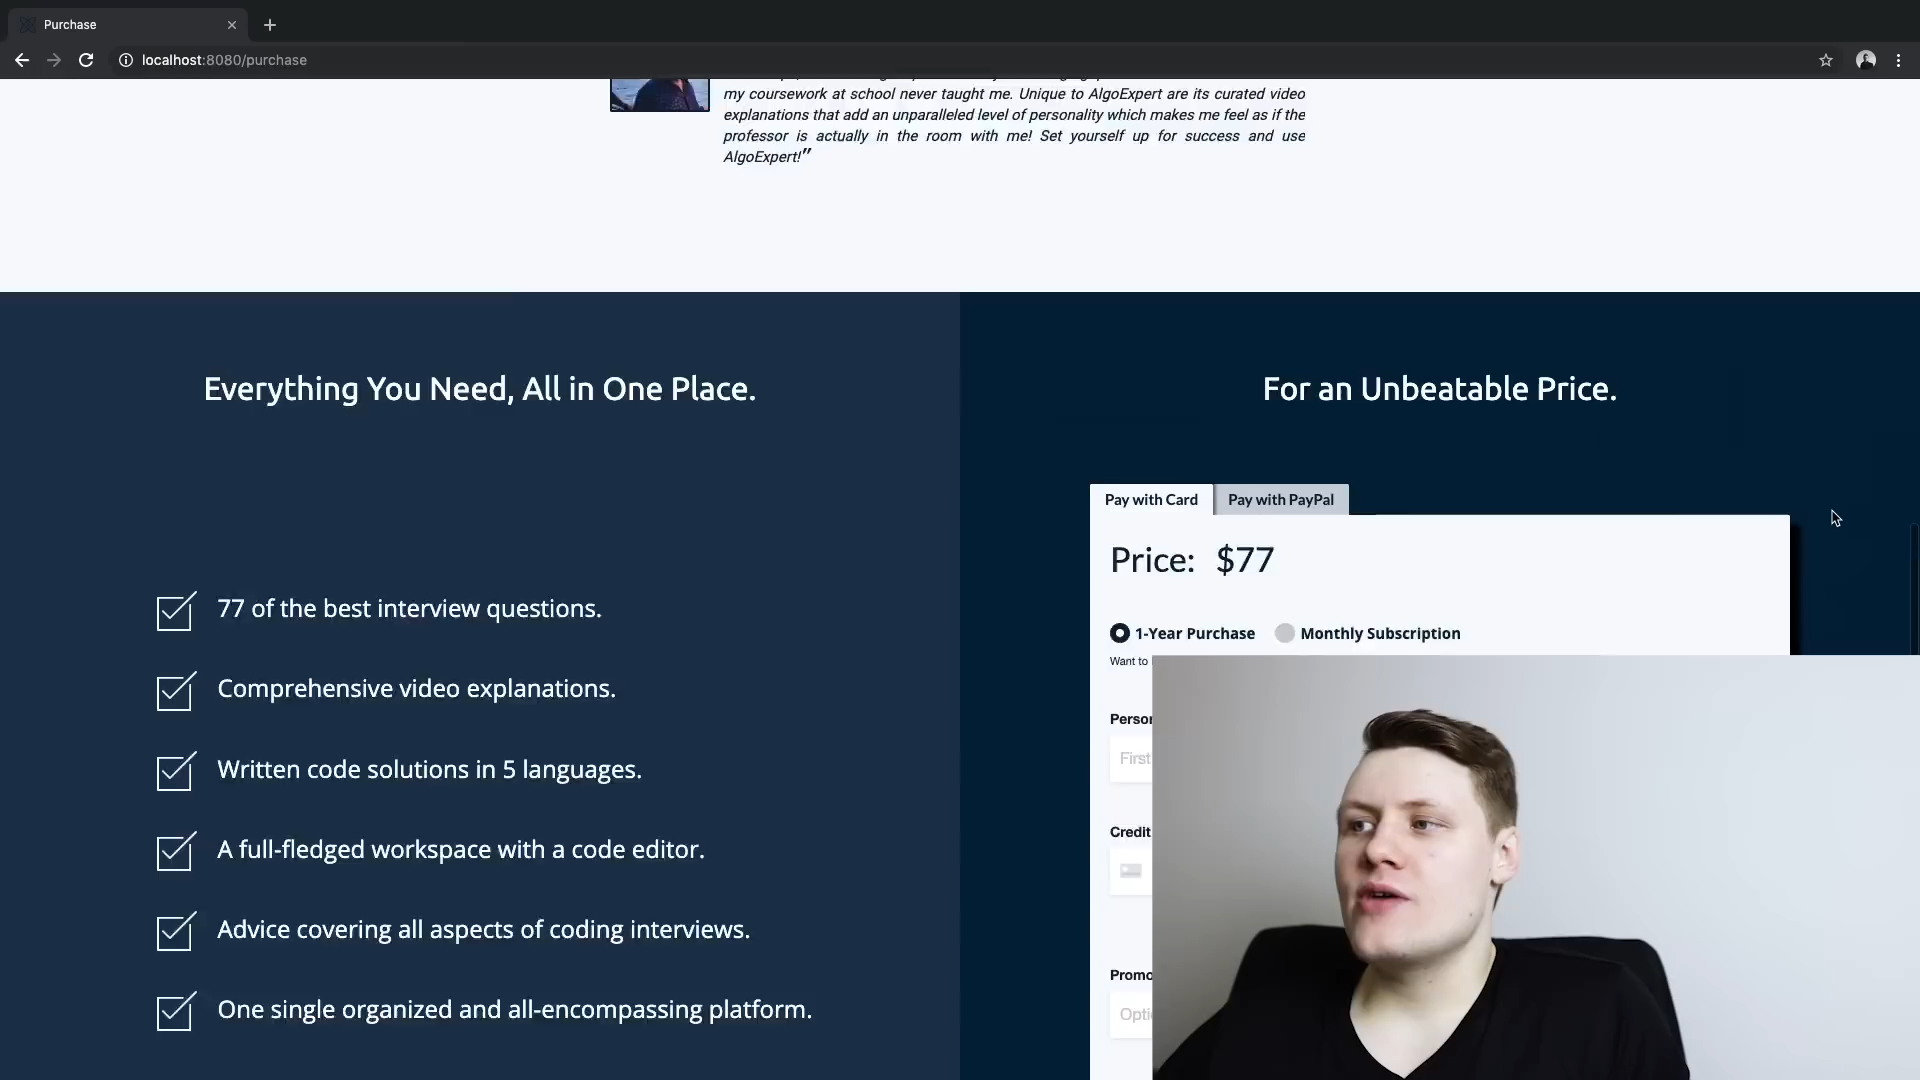 Purchase
localhost:8080/purchase
my coursework at school never taught me. Unique to AlgoExpert are its curated video
explanations that add an unparalleled level of personality which makes me feel as if the
professor is actually in the room with me! Set yourself up for success and use
AlgoExpert!”
Everything You Need, All in One Place.
77 of the best interview questions.
Comprehensive video explanations.
Written code solutions in 5 languages.
A full-fledged workspace with a code editor.
Advice covering all aspects of coding interviews.
One single organized and all-encompassing platform.
For an Unbeatable Price.
Pay with Card
Pay with PayPal
Price: $77
1-Year Purchase
Monthly Subscription
Want to
Person
First
Credit
Promo
Opti